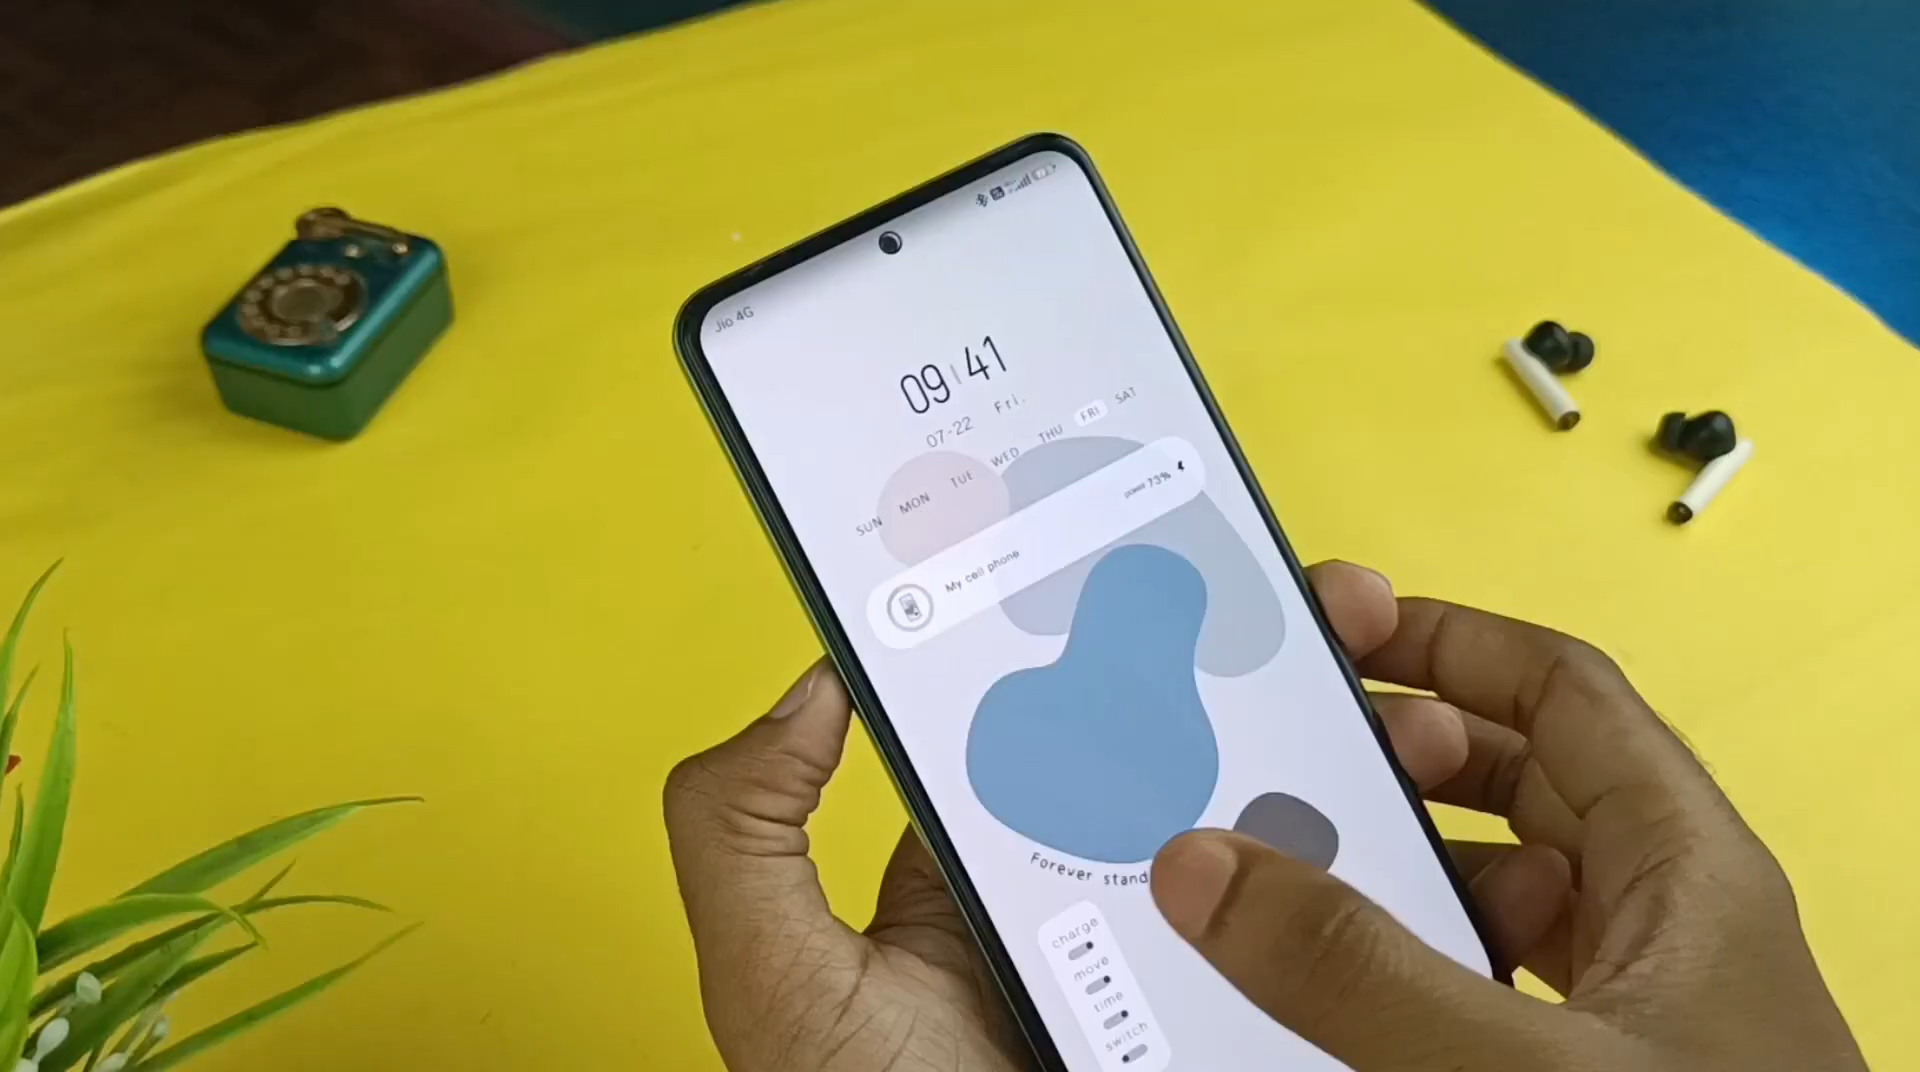 Jio 4G
09 41
07-22 Fri.
SUN MON TUE WED THU FRI SAT
My cell phone power 73%
Forever stand
charge
move
time
switch